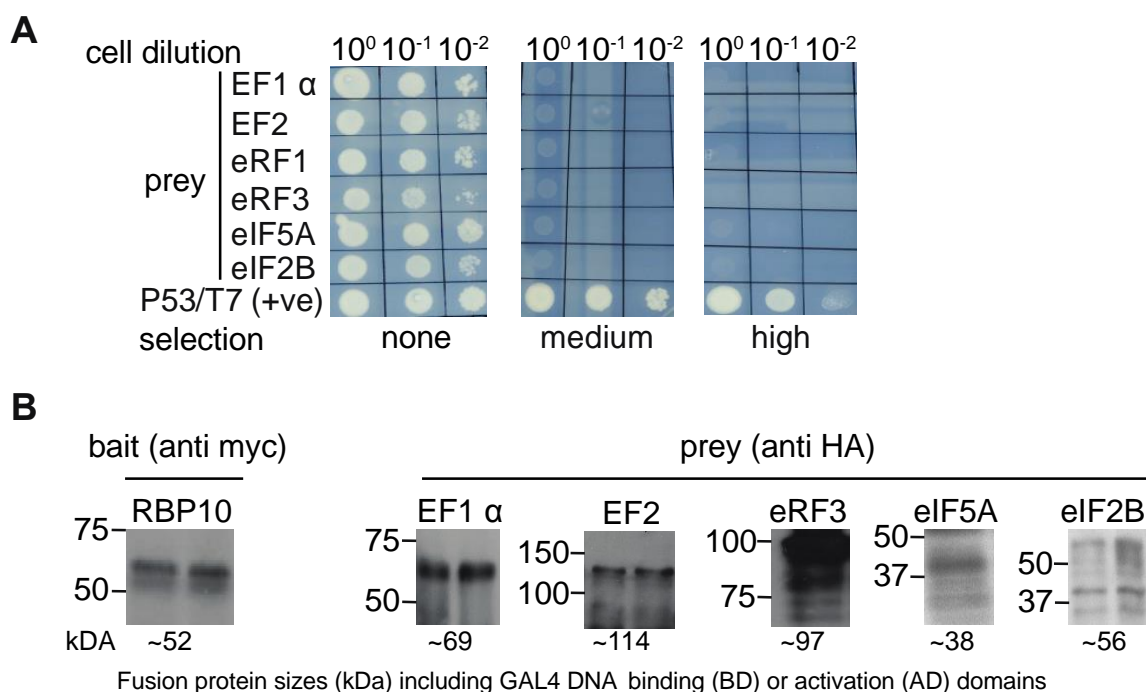 A
cell dilution 10⁰ 10⁻¹ 10⁻² 10⁰ 10⁻¹ 10⁻² 10⁰ 10⁻¹ 10⁻²
prey
EF1 α
EF2
eRF1
eRF3
eIF5A
eIF2B
P53/T7 (+ve)
selection none medium high
B
bait (anti myc) prey (anti HA)
RBP10 EF1 α EF2 eRF3 eIF5A eIF2B
75 50 75 50 150 100 100 75 50 37 50 37
kDA ~52 ~69 ~114 ~97 ~38 ~56
Fusion protein sizes (kDa) including GAL4 DNA binding (BD) or activation (AD) domains